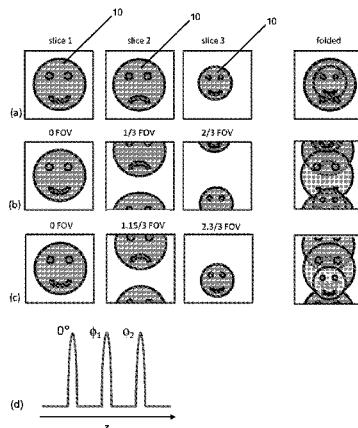 10 10 10
slice 1 slice 2 slice 3 folded
(a)
0 FOV 1/3 FOV 2/3 FOV
(b)
0 FOV 1.15/3 FOV 2.3/3 FOV
(c)
0° ϕ₁ ϕ₂
(d)
z